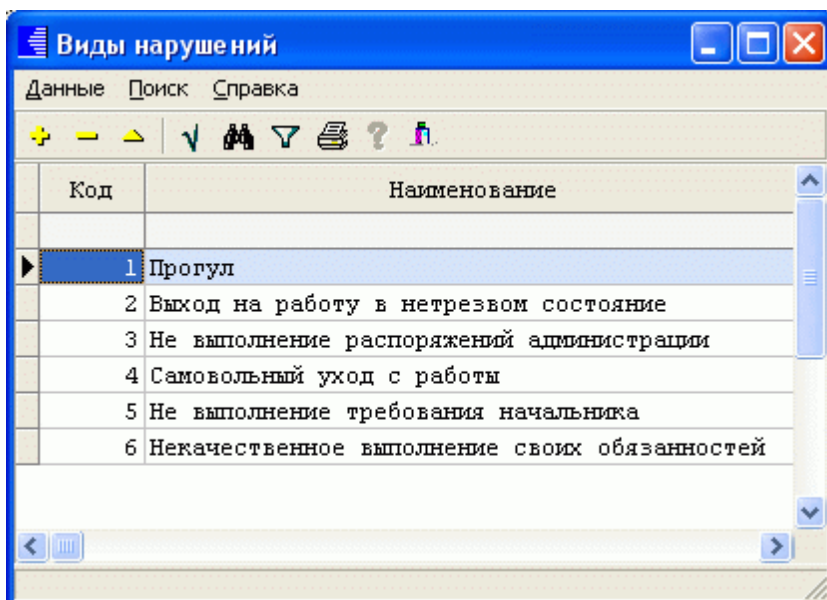 Виды нарушений
Данные Поиск Справка
Код Наименование
1 Прогул
2 Выход на работу в нетрезвом состояние
3 Не выполнение распоряжений администрации
4 Самовольный уход с работы
5 Не выполнение требования начальника
6 Некачественное выполнение своих обязанностей